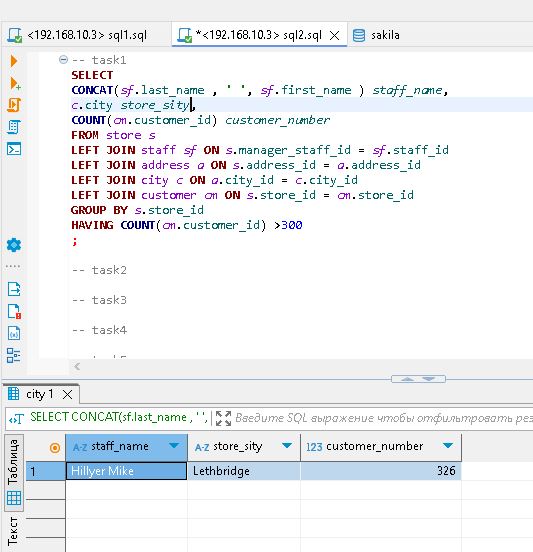 <192.168.10.3> sql1.sql
*<192.168.10.3> sql2.sql
sakila
-- task1
SELECT
CONCAT(sf.last_name , ' ', sf.first_name ) staff_name,
c.city store_sity,
COUNT(cm.customer_id) customer_number
FROM store s
LEFT JOIN staff sf ON s.manager_staff_id = sf.staff_id
LEFT JOIN address a ON s.address_id = a.address_id
LEFT JOIN city c ON a.city_id = c.city_id
LEFT JOIN customer cm ON s.store_id = cm.store_id
GROUP BY s.store_id
HAVING COUNT(cm.customer_id) >300
;
-- task2
-- task3
-- task4
city 1
SELECT CONCAT(sf.last_name , ' ',
Введите SQL выражение чтобы отфильтровать рез
Таблица
Текст
A-Z staff_name
A-Z store_sity
123 customer_number
1 Hillyer Mike Lethbridge 326